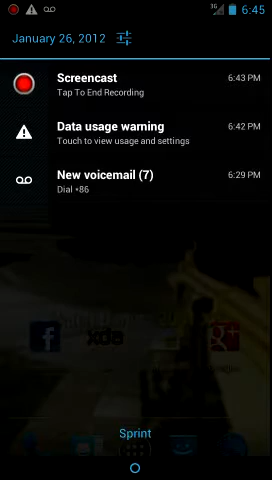 3G 6:45
January 26, 2012
Screencast 6:43 PM
Tap To End Recording
Data usage warning 6:42 PM
Touch to view usage and settings
New voicemail (7) 6:29 PM
Dial *86
xda
Sprint